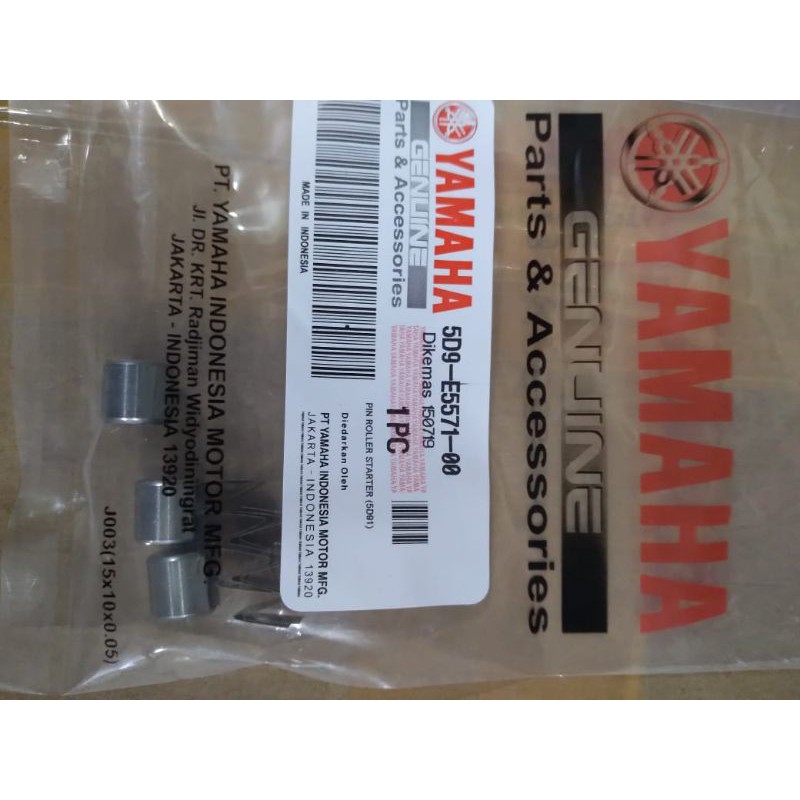 YAMAHA
GENUINE
Parts & Accessories
YAMAHA
GENUINE
Parts & Accessories
5D9-E5571-00
Dikemas 150719
1PC
PIN ROLLER STARTER (5D91)
Diedarkan Oleh
PT YAMAHA INDONESIA MOTOR MFG.
JAKARTA - INDONESIA 13920
MADE IN INDONESIA
PT. YAMAHA INDONESIA MOTOR MFG.
Jl. DR. KRT. Radjiman Widyodiningrat
JAKARTA - INDONESIA 13920
J003(15x10x0.05)